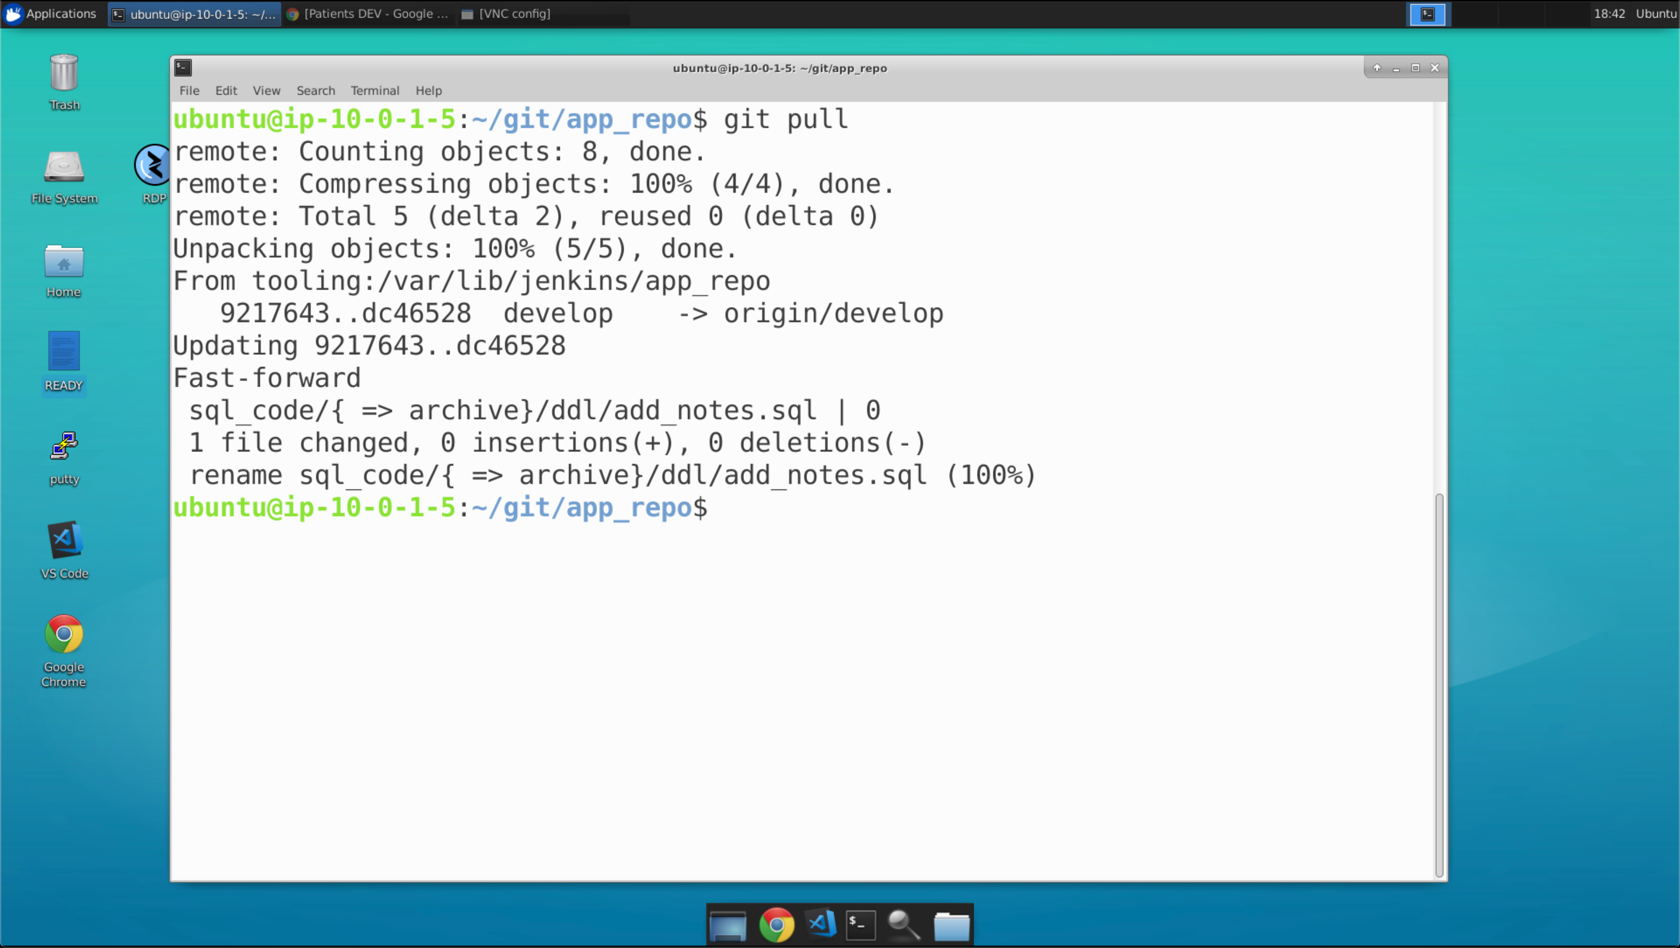 Applications
ubuntu@ip-10-0-1-5: ~/...
[Patients DEV - Google ...
[VNC config]
18:42
Ubuntu
Trash
File System
RDP
Home
READY
putty
VS Code
Google
Chrome
ubuntu@ip-10-0-1-5: ~/git/app_repo
File Edit View Search Terminal Help
ubuntu@ip-10-0-1-5:~/git/app_repo$ git pull
remote: Counting objects: 8, done.
remote: Compressing objects: 100% (4/4), done.
remote: Total 5 (delta 2), reused 0 (delta 0)
Unpacking objects: 100% (5/5), done.
From tooling:/var/lib/jenkins/app_repo
   9217643..dc46528  develop    -> origin/develop
Updating 9217643..dc46528
Fast-forward
 sql_code/{ => archive}/ddl/add_notes.sql | 0
 1 file changed, 0 insertions(+), 0 deletions(-)
 rename sql_code/{ => archive}/ddl/add_notes.sql (100%)
ubuntu@ip-10-0-1-5:~/git/app_repo$